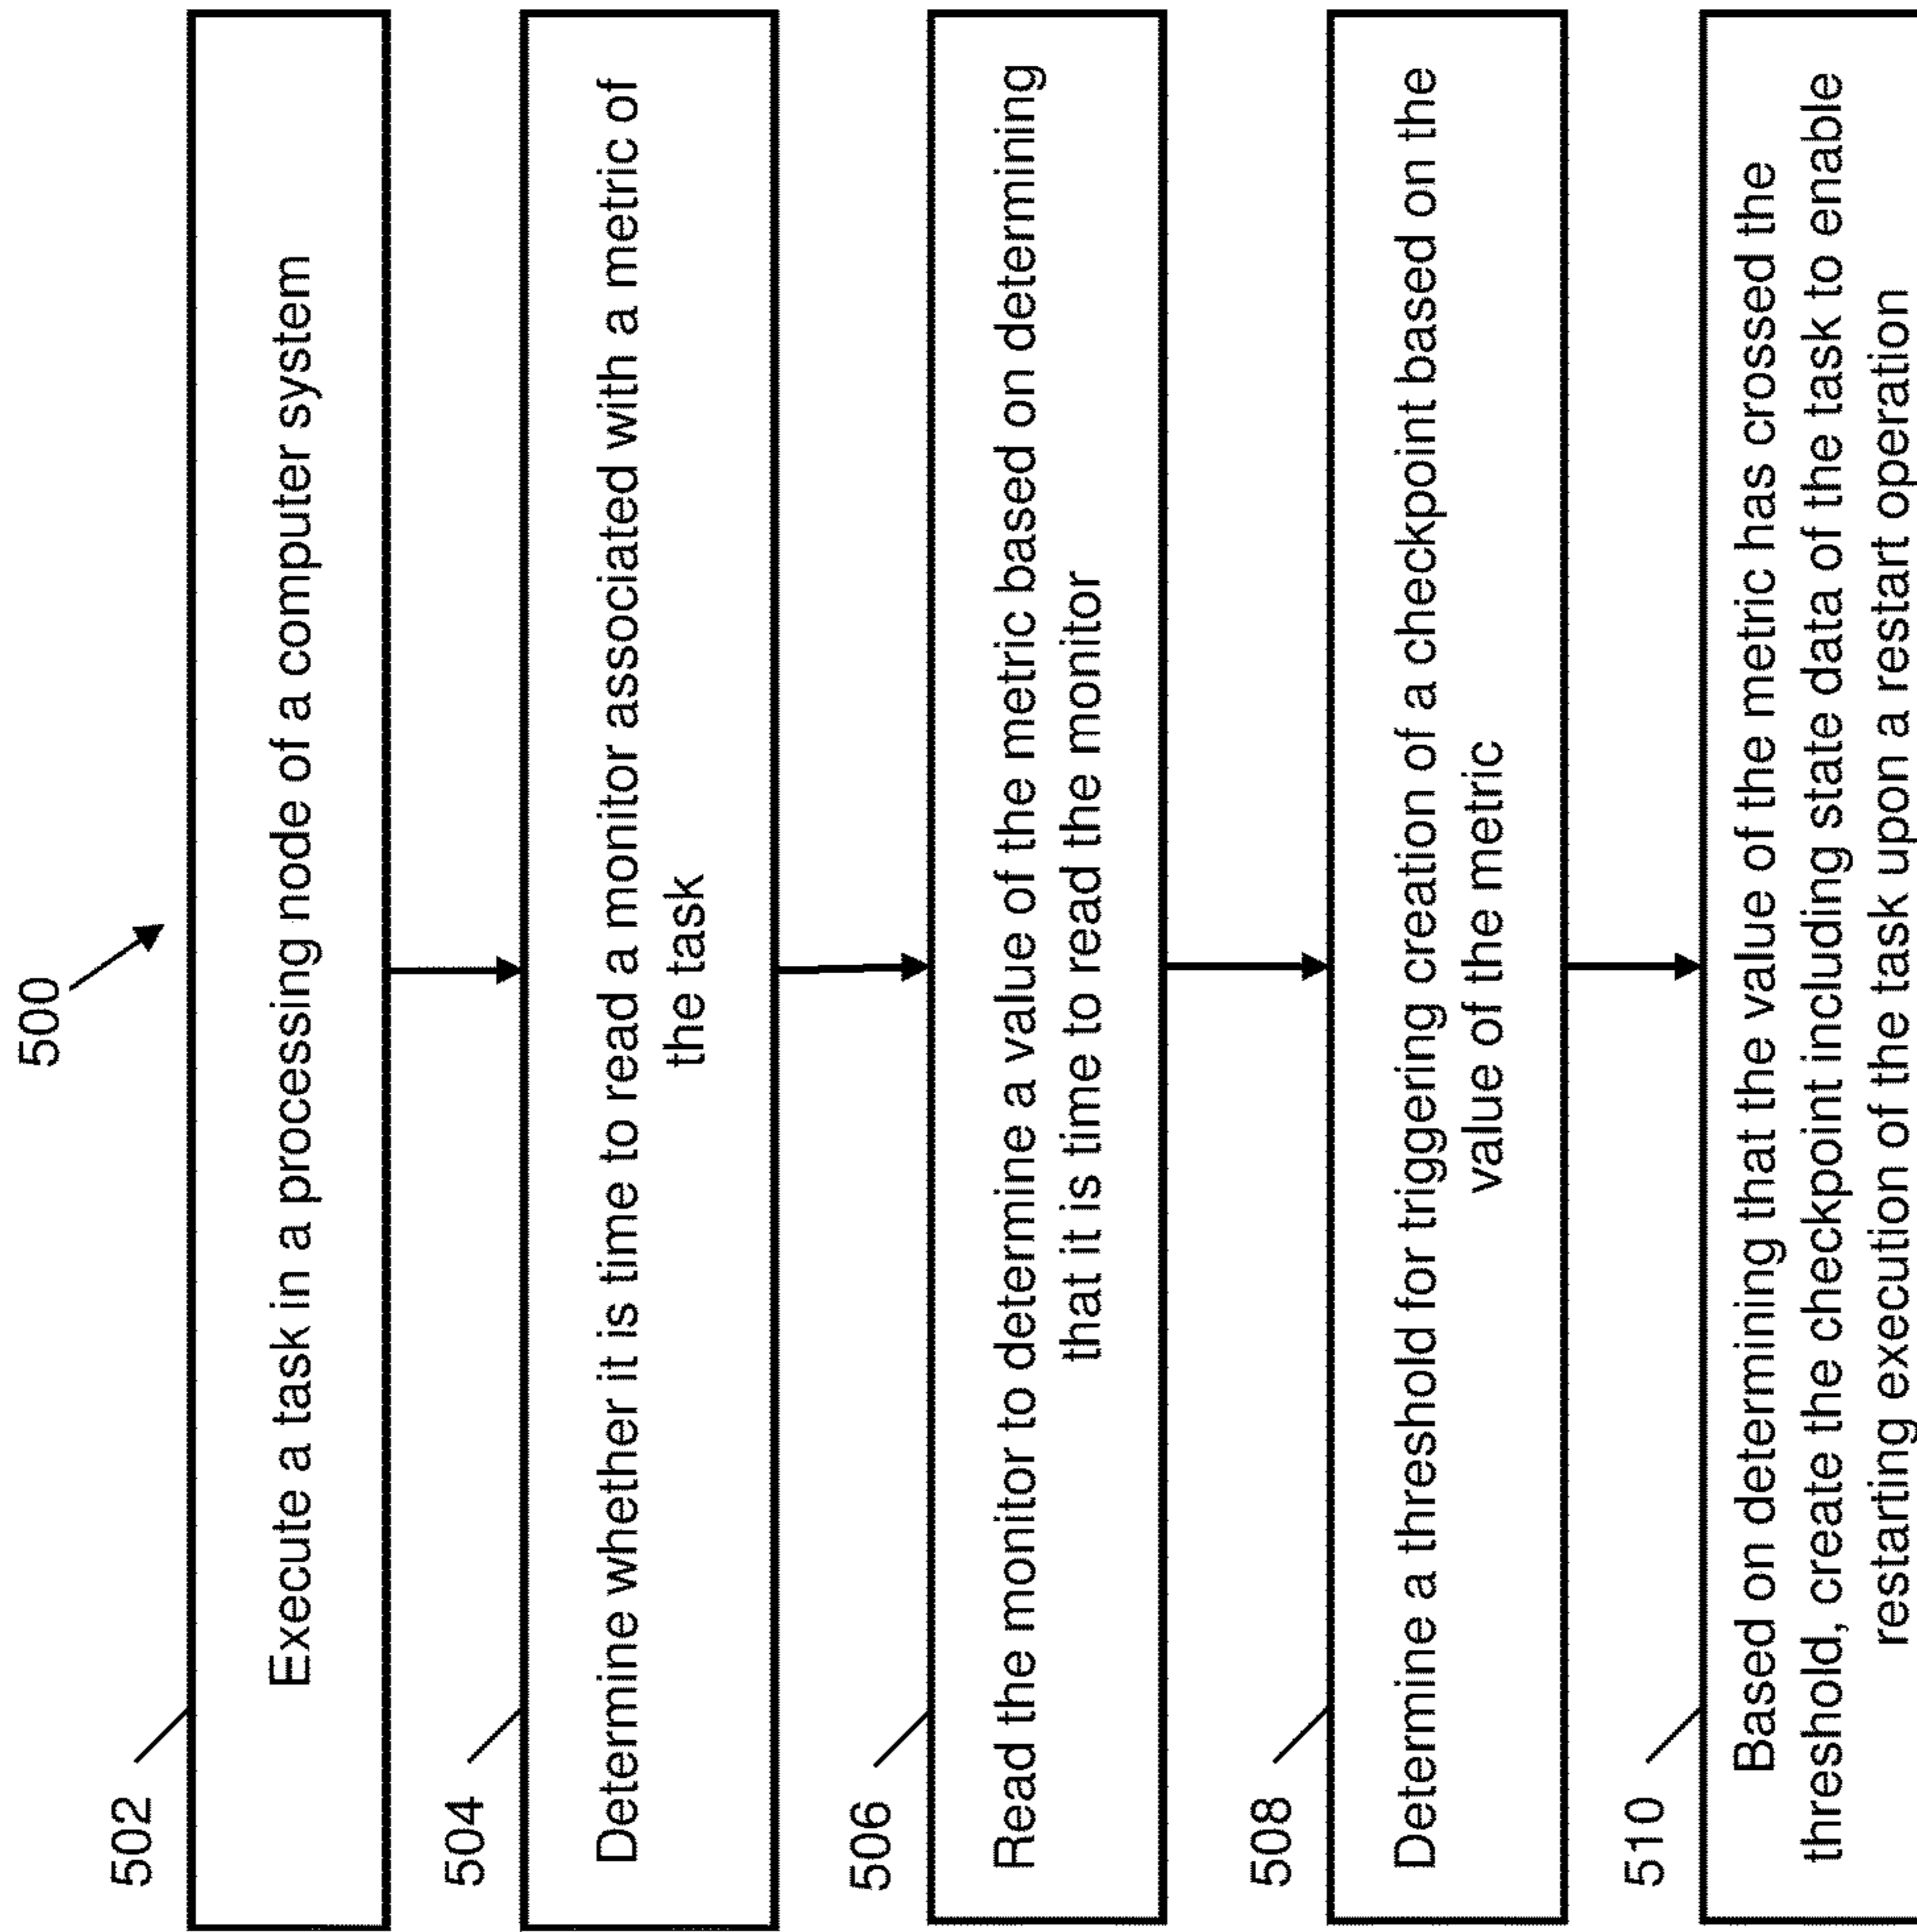 500
502
Execute a task in a processing node of a computer system
504
Determine whether it is time to read a monitor associated with a metric of
the task
506
Read the monitor to determine a value of the metric based on determining
that it is time to read the monitor
508
Determine a threshold for triggering creation of a checkpoint based on the
value of the metric
510
Based on determining that the value of the metric has crossed the
threshold, create the checkpoint including state data of the task to enable
restarting execution of the task upon a restart operation